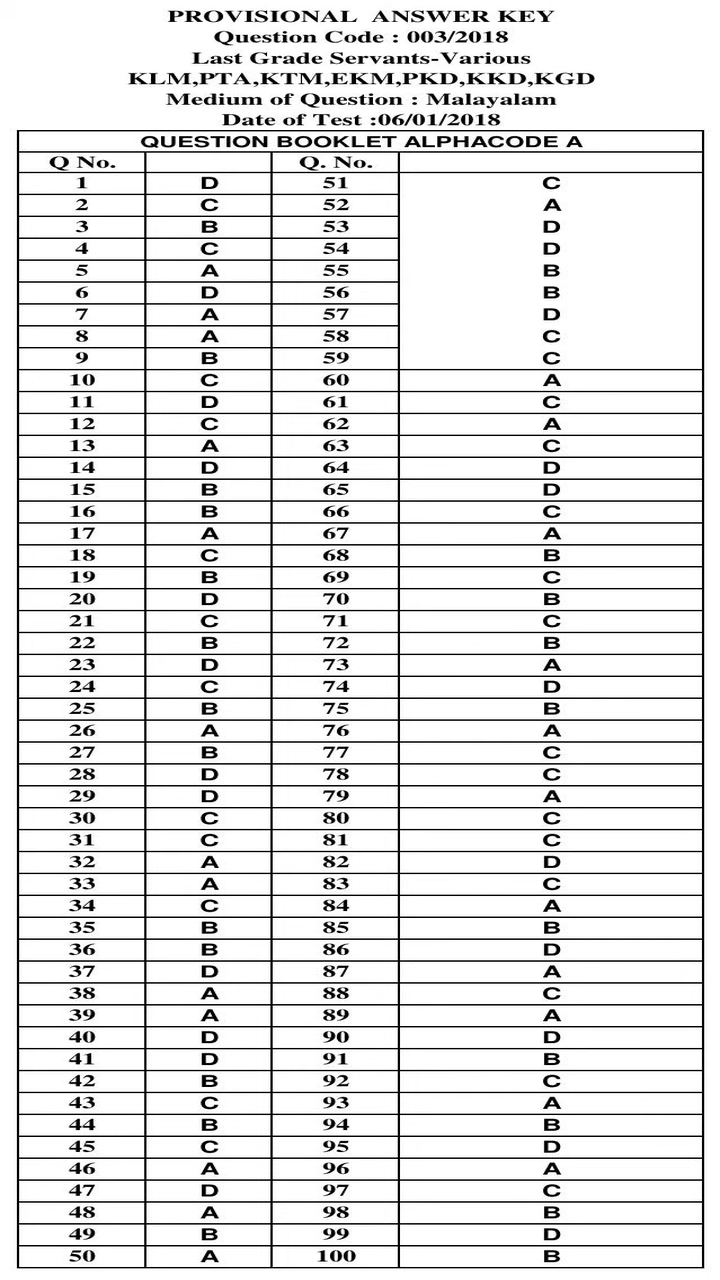 PROVISIONAL ANSWER KEY
Question Code : 003/2018
Last Grade Servants-Various
KLM,PTA,KTM,EKM,PKD,KKD,KGD
Medium of Question : Malayalam
Date of Test :06/01/2018
QUESTION BOOKLET ALPHACODE A
Q No. Q. No.
1 D 51 C
2 C 52 A
3 B 53 D
4 C 54 D
5 A 55 B
6 D 56 B
7 A 57 D
8 A 58 C
9 B 59 C
10 C 60 A
11 D 61 C
12 C 62 A
13 A 63 C
14 D 64 D
15 B 65 D
16 B 66 C
17 A 67 A
18 C 68 B
19 B 69 C
20 D 70 B
21 C 71 C
22 B 72 B
23 D 73 A
24 C 74 D
25 B 75 B
26 A 76 A
27 B 77 C
28 D 78 C
29 D 79 A
30 C 80 C
31 C 81 C
32 A 82 D
33 A 83 C
34 C 84 A
35 B 85 B
36 B 86 D
37 D 87 A
38 A 88 C
39 A 89 A
40 D 90 D
41 D 91 B
42 B 92 C
43 C 93 A
44 B 94 B
45 C 95 D
46 A 96 A
47 D 97 C
48 A 98 B
49 B 99 D
50 A 100 B